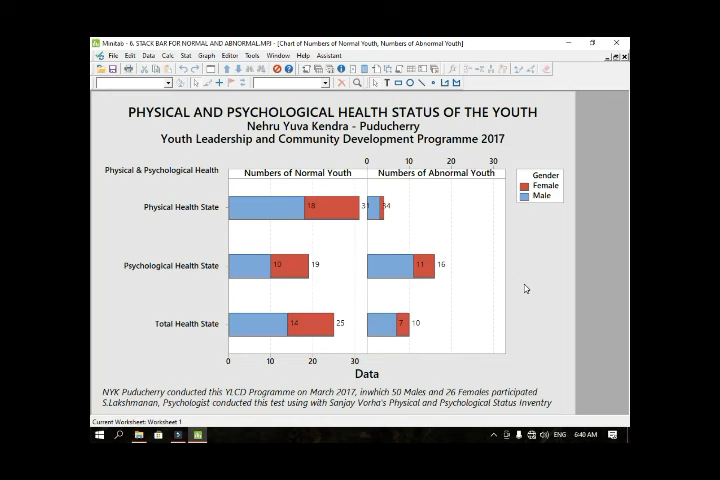 Minitab - 6. STACK BAR FOR NORMAL AND ABNORMAL.MPJ - [Chart of Numbers of Normal Youth, Numbers of Abnormal Youth]
File Edit Data Calc Stat Graph Editor Tools Window Help Assistant
PHYSICAL AND PSYCHOLOGICAL HEALTH STATUS OF THE YOUTH
Nehru Yuva Kendra - Puducherry
Youth Leadership and Community Development Programme 2017
0 10 20 30
Physical & Psychological Health
Numbers of Normal Youth Numbers of Abnormal Youth
Gender
Female
Male
Physical Health State 18 31 3 4
Psychological Health State 10 19 11 16
Total Health State 14 25 7 10
0 10 20 30
Data
NYK Puducherry conducted this YLCD Programme on March 2017, inwhich 50 Males and 26 Females participated
S.Lakshmanan, Psychologist conducted this test using with Sanjay Vorha's Physical and Psychological Status Inventry
Current Worksheet: Worksheet 1
ENG 6:40 AM